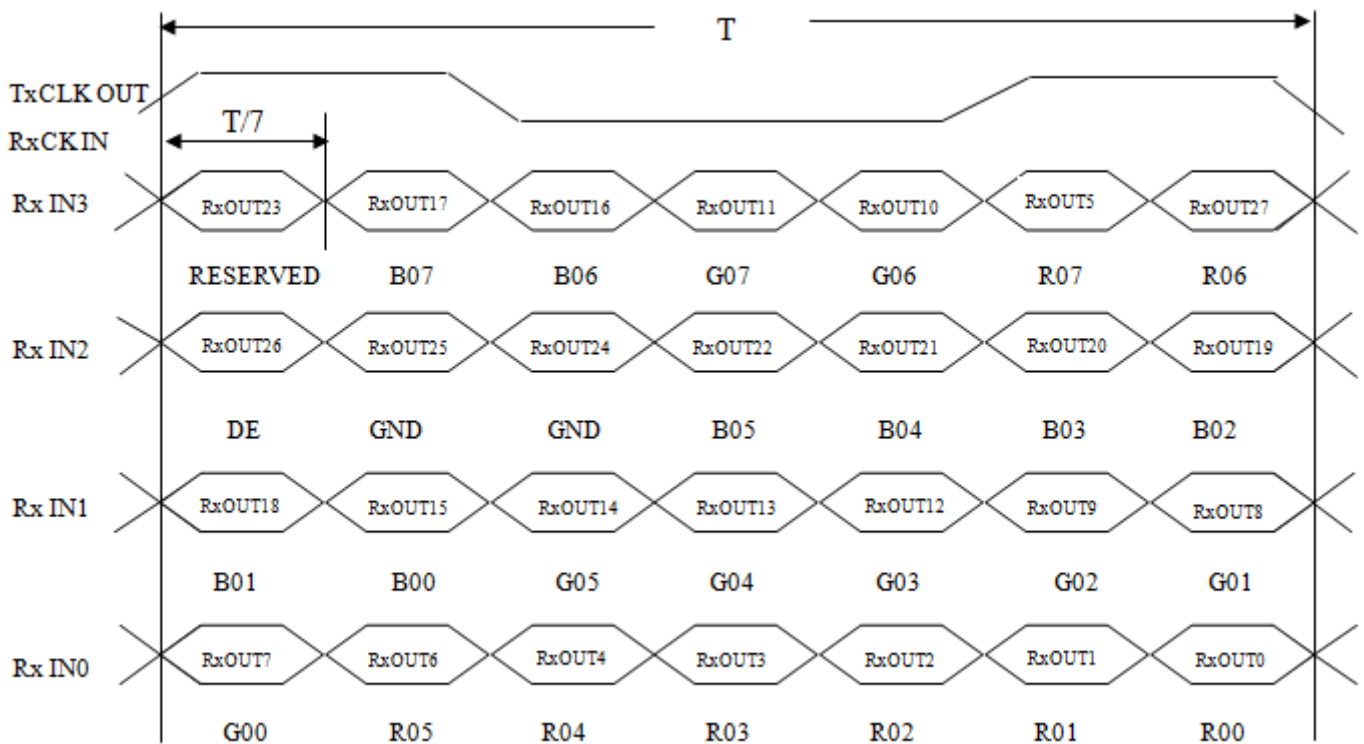 T
TxCLK OUT
T/7
RxCK IN
Rx IN3 RxOUT23 RxOUT17 RxOUT16 RxOUT11 RxOUT10 RxOUT5 RxOUT27
RESERVED B07 B06 G07 G06 R07 R06
Rx IN2 RxOUT26 RxOUT25 RxOUT24 RxOUT22 RxOUT21 RxOUT20 RxOUT19
DE GND GND B05 B04 B03 B02
Rx IN1 RxOUT18 RxOUT15 RxOUT14 RxOUT13 RxOUT12 RxOUT9 RxOUT8
B01 B00 G05 G04 G03 G02 G01
Rx IN0 RxOUT7 RxOUT6 RxOUT4 RxOUT3 RxOUT2 RxOUT1 RxOUT0
G00 R05 R04 R03 R02 R01 R00